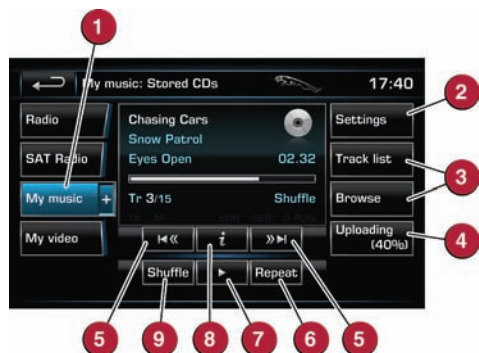 1
My music: Stored CDs
17:40
Radio
SAT Radio
My music +
My video
Chasing Cars
Snow Patrol
Eyes Open 02.32
Tr 3/15 Shuffle
Settings
Track list
Browse
Uploading
(40%)
2
3
4
i
Shuffle
Repeat
5
9
8
7
6
5